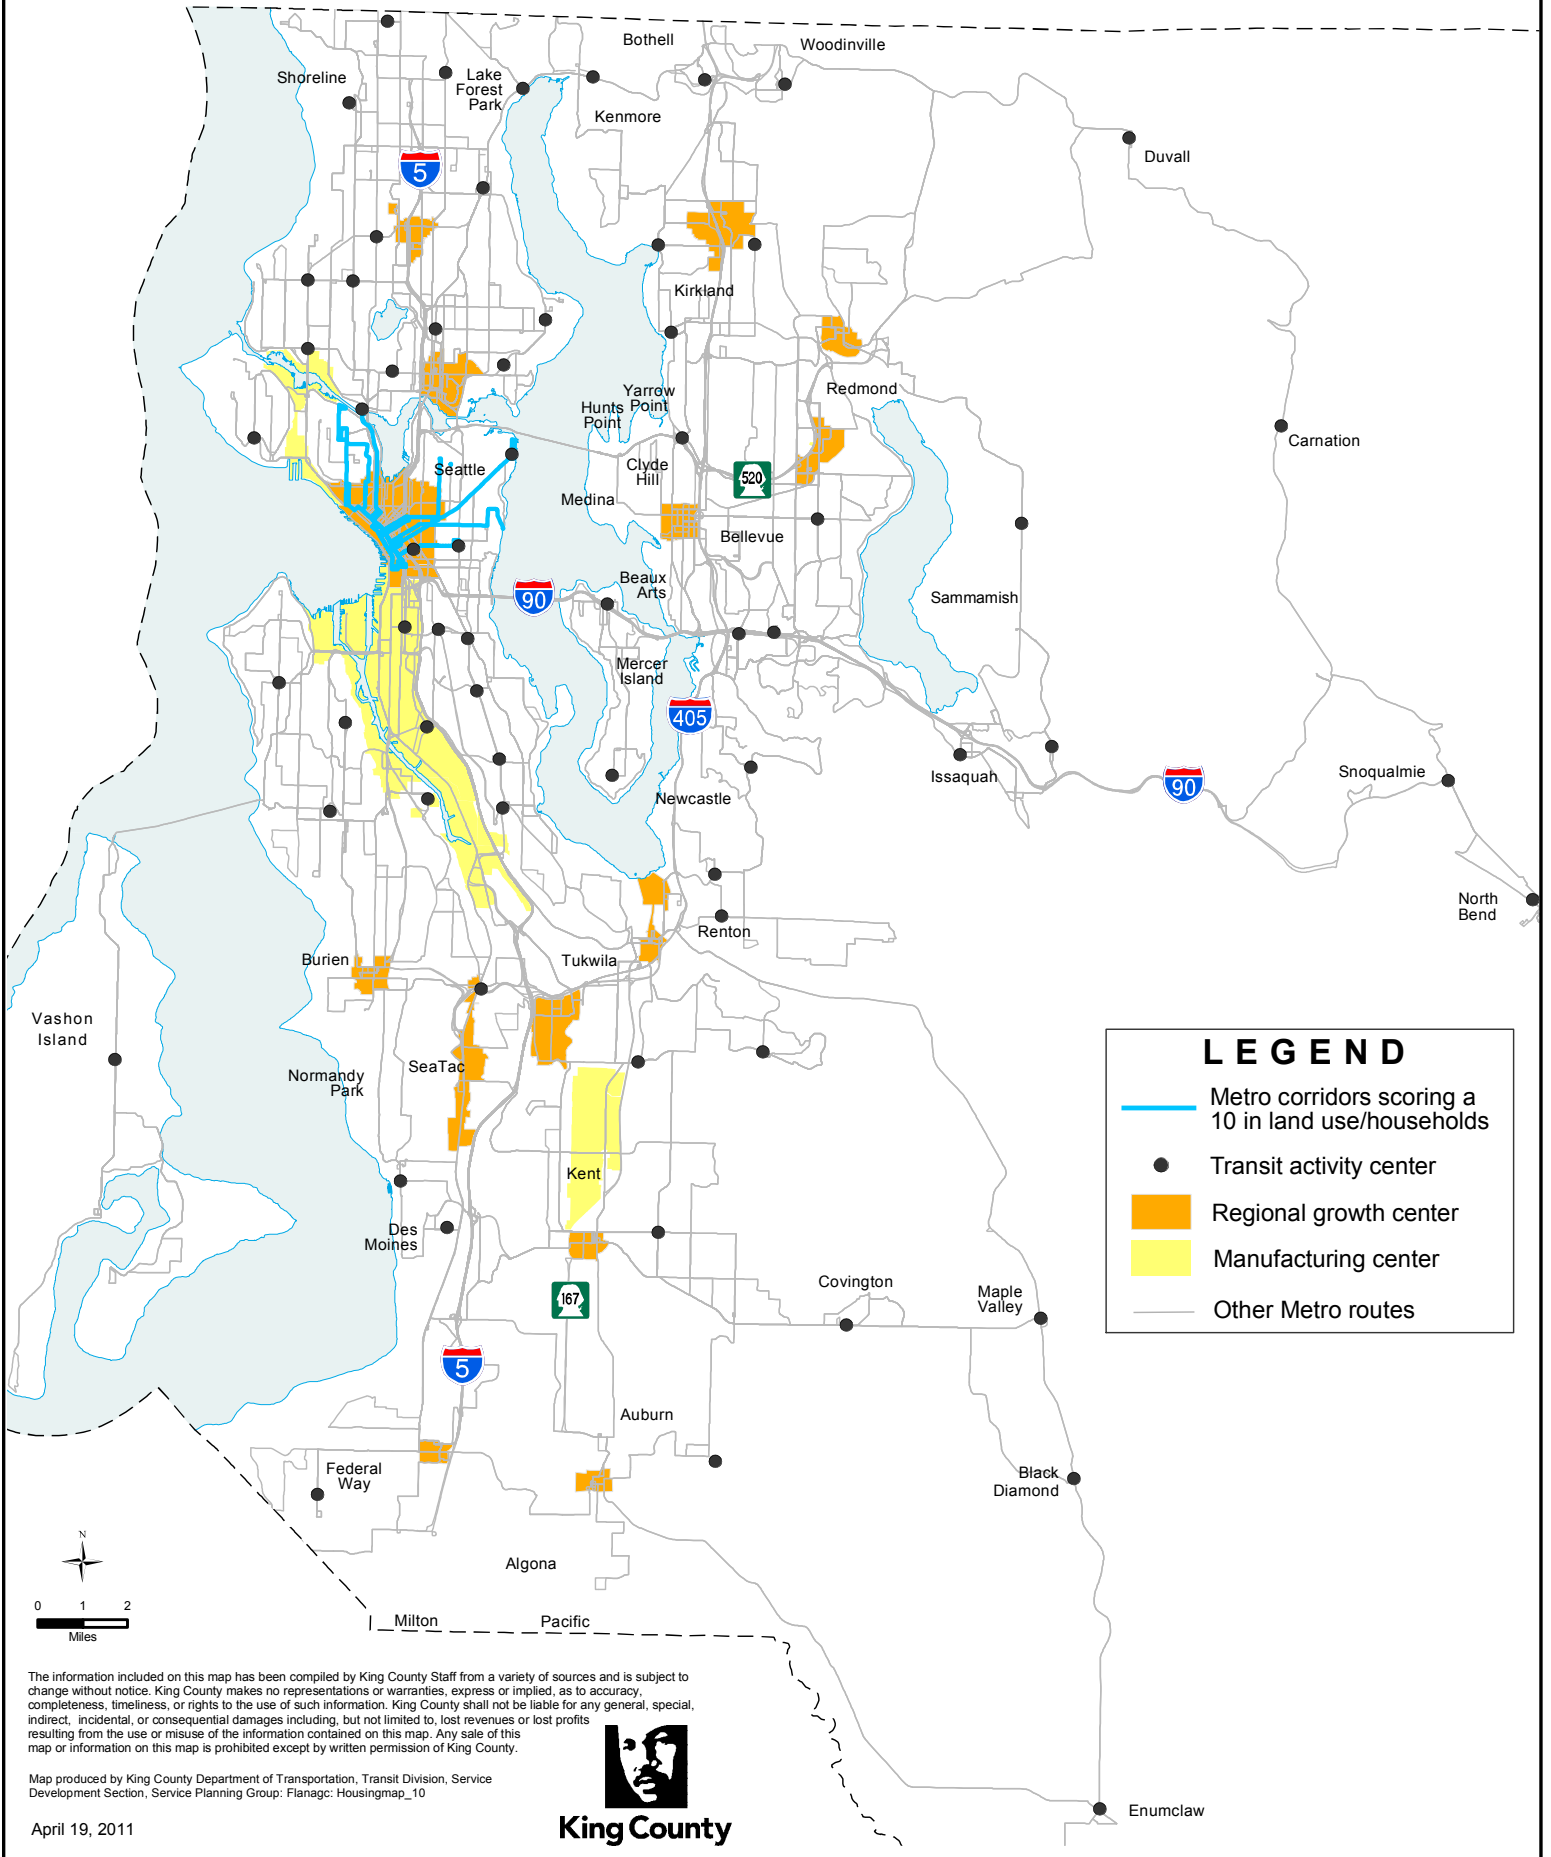 Bothell
Woodinville
Shoreline
Lake
Forest
Park
Kenmore
5
Duvall
Kirkland
Yarrow
Point
Hunts
Point
Redmond
Carnation
Seattle
Clyde
Hill
520
Medina
Bellevue
Beaux
Arts
90
Sammamish
Mercer
Island
405
Issaquah
90
Snoqualmie
Newcastle
North
Bend
Renton
Burien
Tukwila
Vashon
Island
SeaTac
Normandy
Park
LEGEND
Metro corridors scoring a
10 in land use/households
Transit activity center
Regional growth center
Manufacturing center
Other Metro routes
Kent
Des
Moines
167
Covington
Maple
Valley
5
Auburn
Federal
Way
Black
Diamond
N
Algona
0 1 2
Miles
Milton
Pacific
The information included on this map has been compiled by King County Staff from a variety of sources and is subject to
change without notice. King County makes no representations or warranties, express or implied, as to accuracy,
completeness, timeliness, or rights to the use of such information. King County shall not be liable for any general, special,
indirect, incidental, or consequential damages including, but not limited to, lost revenues or lost profits
resulting from the use or misuse of the information contained on this map. Any sale of this
map or information on this map is prohibited except by written permission of King County.
Map produced by King County Department of Transportation, Transit Division, Service
Development Section, Service Planning Group: Flanagc: Housingmap_10
April 19, 2011
King County
Enumclaw